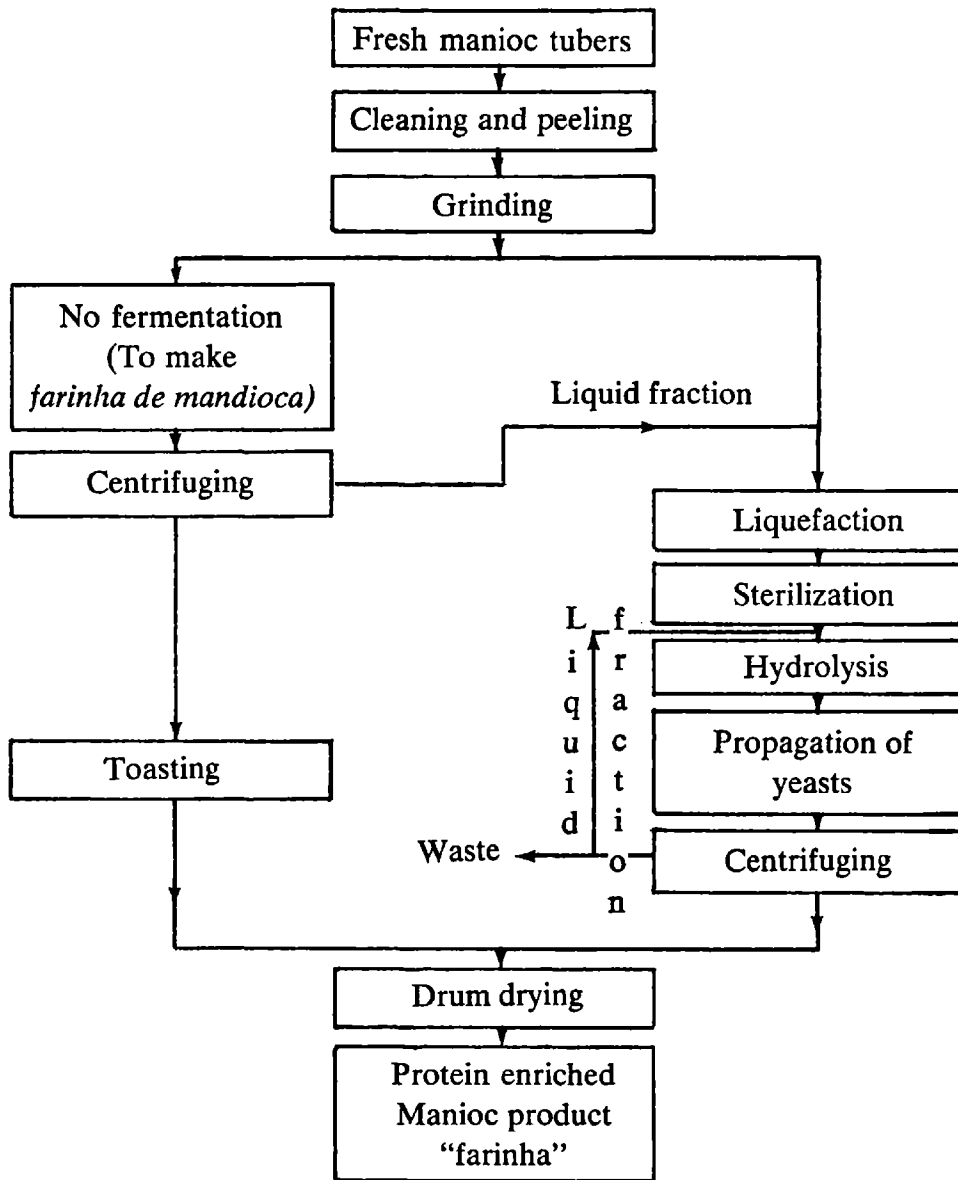 Fresh manioc tubers
Cleaning and peeling
Grinding
No fermentation
(To make
farinha de mandioca)
Liquid fraction
Centrifuging
Liquefaction
Sterilization
Liquid
fraction
Hydrolysis
Propagation of
yeasts
Toasting
Waste
Centrifuging
Drum drying
Protein enriched
Manioc product
“farinha”